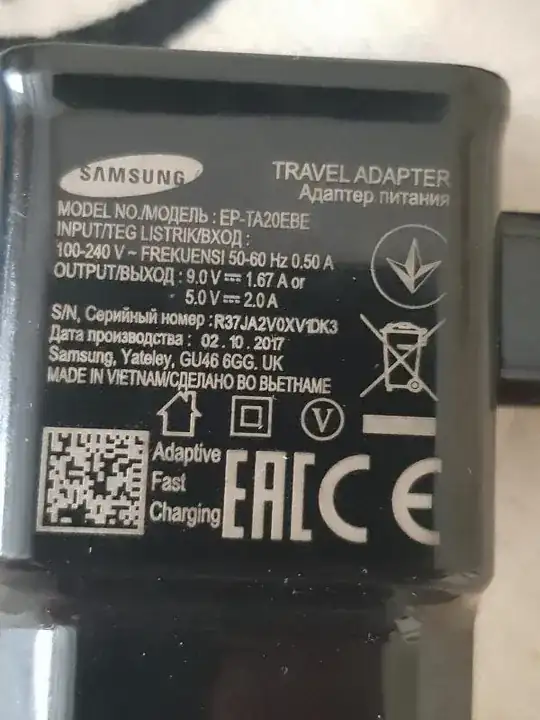 SAMSUNG
TRAVEL ADAPTER
Адаптер питания
MODEL NO./МОДЕЛЬ : EP-TA20EBE
INPUT/TEG LISTRIK/ВХОД :
100-240 V ~ FREKUENSI 50-60 Hz 0.50 A
OUTPUT/ВЫХОД : 9.0 V ⎓ 1.67 A or
5.0 V ⎓ 2.0 A
S/N, Серийный номер : R37JA2V0XV1DK3
Дата производства : 02 . 10 . 2017
Samsung, Yateley, GU46 6GG. UK
MADE IN VIETNAM/СДЕЛАНО ВО ВЬЕТНАМЕ
V
Adaptive
Fast
Charging
EAC CE